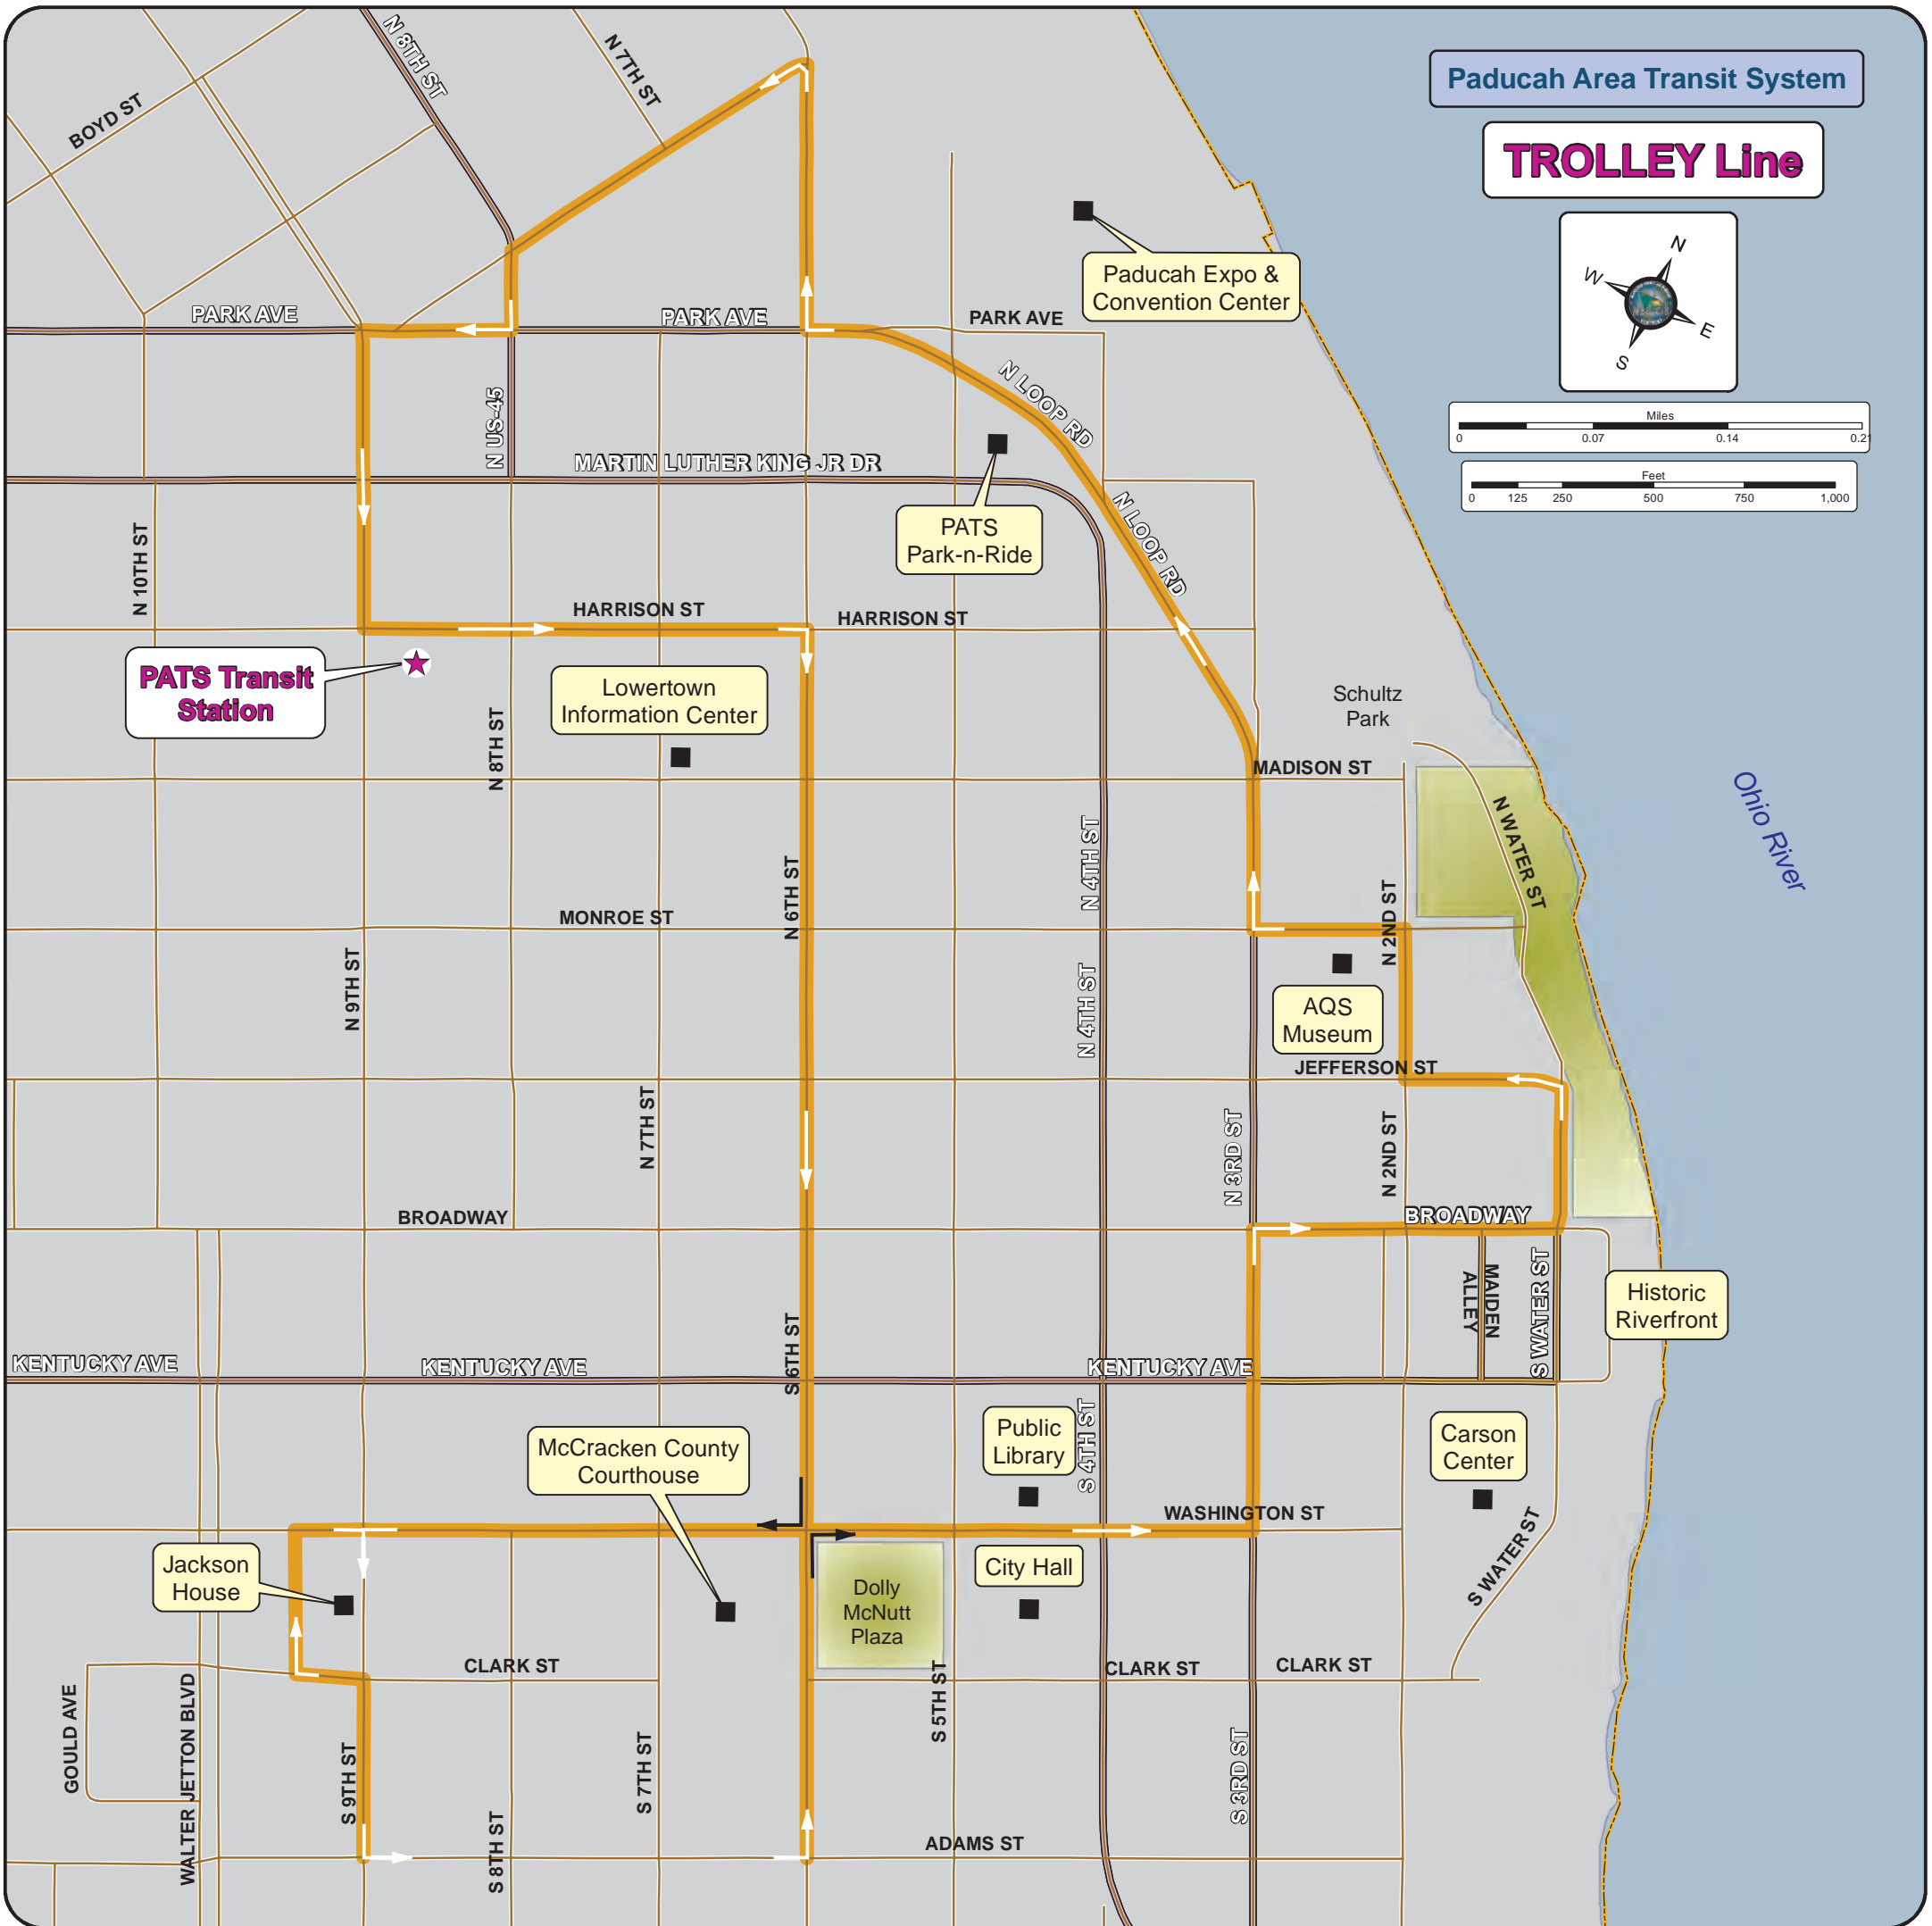 Paducah Area Transit System
TROLLEY Line
N
W
E
S
Miles
0 0.07 0.14 0.21
Feet
0 125 250 500 750 1,000
N 8TH ST
N 7TH ST
BOYD ST
Paducah Expo &
Convention Center
PARK AVE
PARK AVE
PARK AVE
N LOOP RD
N US-45
MARTIN LUTHER KING JR DR
N LOOP RD
PATS
Park-n-Ride
N 10TH ST
HARRISON ST
HARRISON ST
PATS Transit
Station
Lowertown
Information Center
Schultz
Park
N 8TH ST
MADISON ST
Ohio River
N WATER ST
N 4TH ST
N 6TH ST
N 2ND ST
MONROE ST
N 9TH ST
N 4TH ST
AQS
Museum
JEFFERSON ST
N 7TH ST
N 3RD ST
N 2ND ST
BROADWAY
BROADWAY
MAIDEN
ALLEY
S WATER ST
Historic
Riverfront
S 6TH ST
KENTUCKY AVE
KENTUCKY AVE
KENTUCKY AVE
McCracken County
Courthouse
Public
Library
S 4TH ST
Carson
Center
WASHINGTON ST
Jackson
House
City Hall
S WATER ST
Dolly
McNutt
Plaza
CLARK ST
CLARK ST
CLARK ST
GOULD AVE
WALTER JETTON BLVD
S 9TH ST
S 8TH ST
S 7TH ST
S 5TH ST
S 3RD ST
ADAMS ST